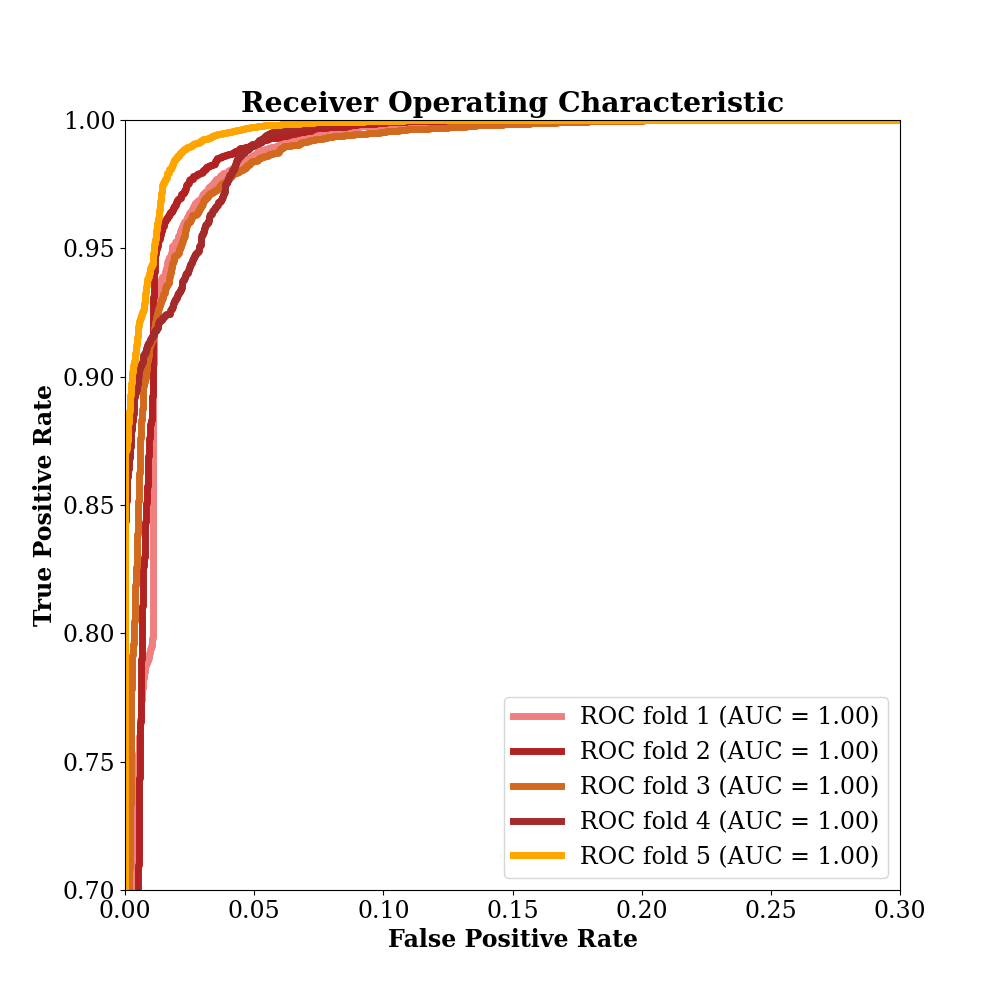 Receiver Operating Characteristic
True Positive Rate
1.00
0.95
0.90
0.85
0.80
0.75
0.70
0.00 0.05 0.10 0.15 0.20 0.25 0.30
False Positive Rate
ROC fold 1 (AUC = 1.00)
ROC fold 2 (AUC = 1.00)
ROC fold 3 (AUC = 1.00)
ROC fold 4 (AUC = 1.00)
ROC fold 5 (AUC = 1.00)